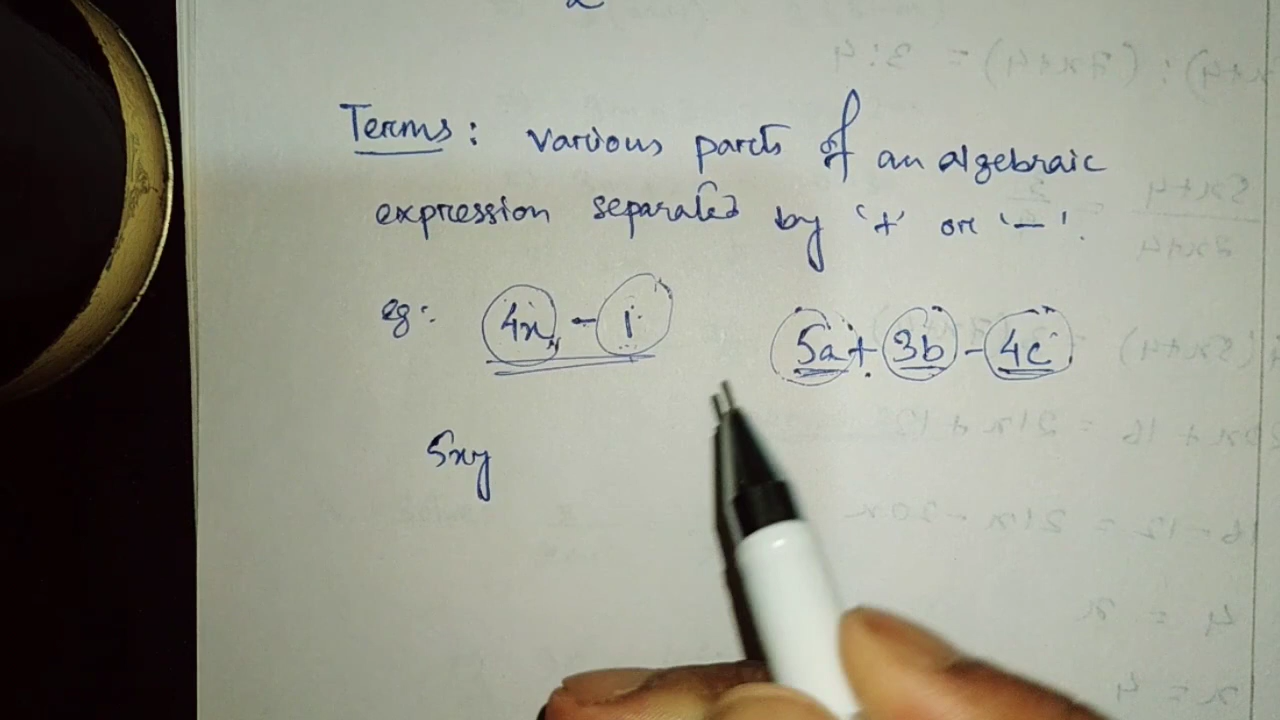 Terms: various parts of an algebraic
expression separated by '+' or '-'.
eg:- 4x - 1 5a + 3b - 4c
5xy